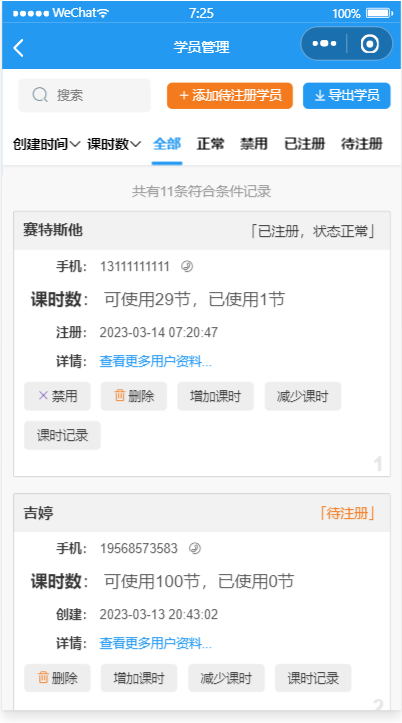 WeChat 7:25 100%
学员管理
搜索 + 添加待注册学员 导出学员
创建时间 课时数 全部 正常 禁用 已注册 待注册
共有11条符合条件记录
赛特斯他 「已注册，状态正常」
手机： 13111111111
课时数： 可使用29节，已使用1节
注册： 2023-03-14 07:20:47
详情： 查看更多用户资料...
禁用 删除 增加课时 减少课时
课时记录
1
吉婷 「待注册」
手机： 19568573583
课时数： 可使用100节，已使用0节
创建： 2023-03-13 20:43:02
详情： 查看更多用户资料...
删除 增加课时 减少课时 课时记录
2